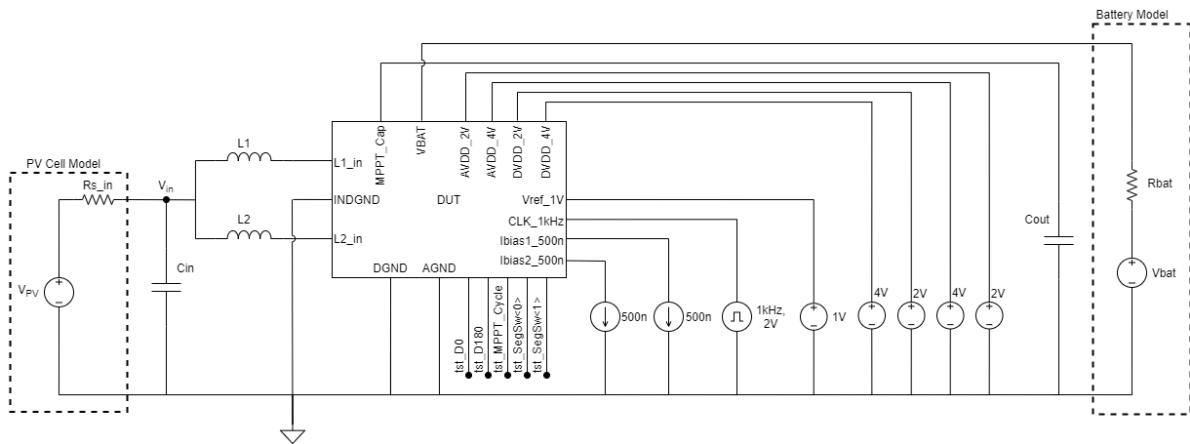 Battery Model
MPPT_Cap
VBAT
AVDD_2V
AVDD_4V
DVDD_2V
DVDD_4V
L1
L1_in
PV Cell Model
Rs_in
Vin
INDGND
DUT
Vref_1V
Rbat
CLK_1kHz
L2
L2_in
Ibias1_500n
Cout
Ibias2_500n
Cin
DGND
AGND
VPV
Vbat
tst_D0
tst_D180
tst_MPPT_Cycle
tst_SegSw<0>
tst_SegSw<1>
500n
500n
1kHz,
2V
1V
4V
2V
4V
2V